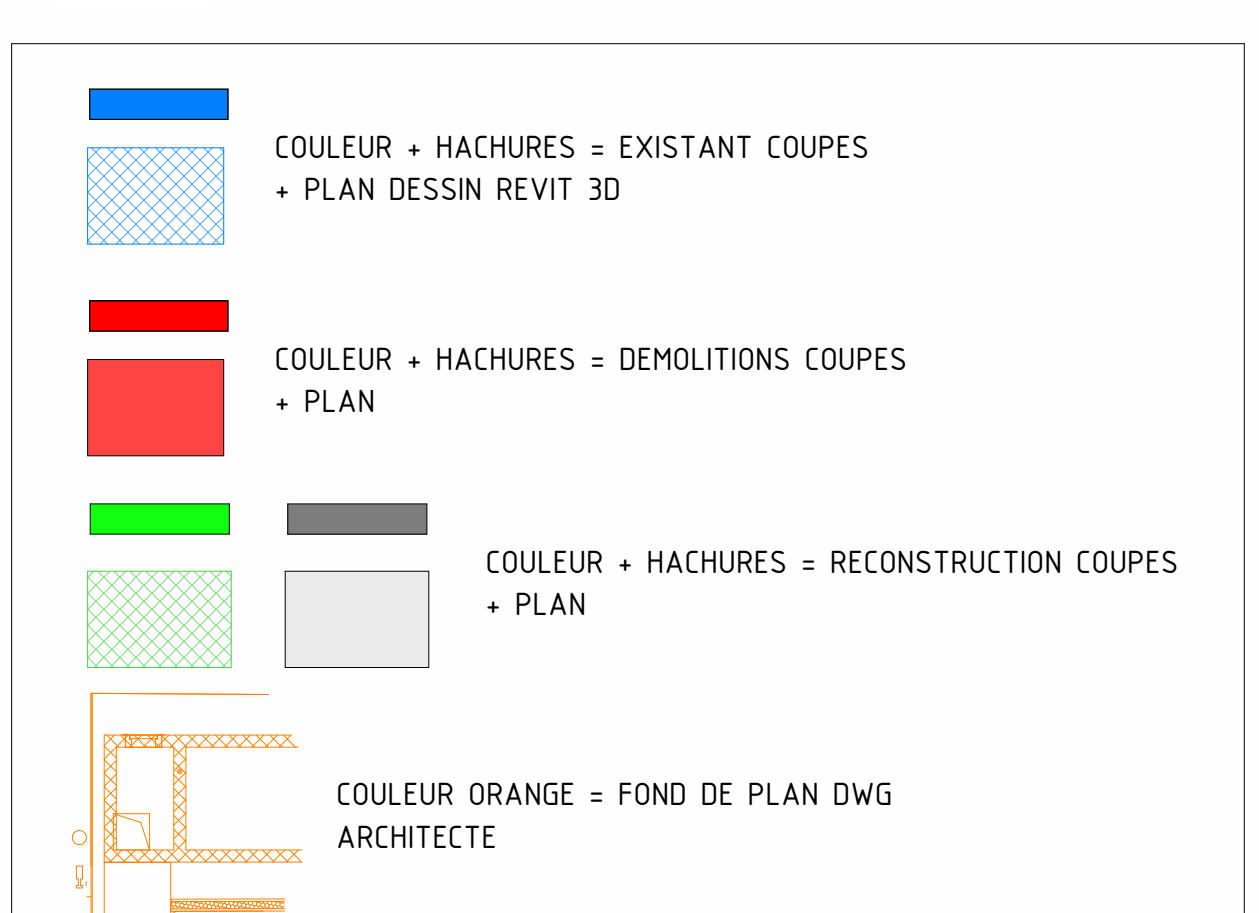 COULEUR + HACHURES = EXISTANT COUPES
+ PLAN DESSIN REVIT 3D
COULEUR + HACHURES = DEMOLITIONS COUPES
+ PLAN
COULEUR + HACHURES = RECONSTRUCTION COUPES
+ PLAN
COULEUR ORANGE = FOND DE PLAN DWG
ARCHITECTE